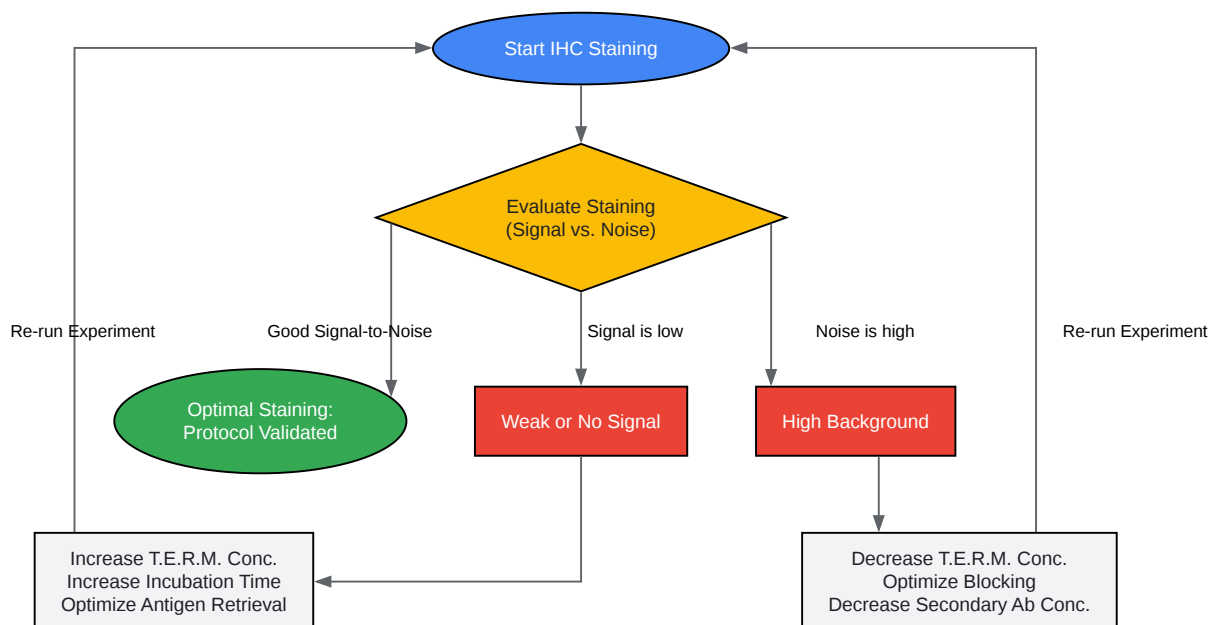 Start IHC Staining
Evaluate Staining
(Signal vs. Noise)
Re-run Experiment
Good Signal-to-Noise
Signal is low
Noise is high
Re-run Experiment
Optimal Staining:
Protocol Validated
Weak or No Signal
High Background
Increase T.E.R.M. Conc.
Increase Incubation Time
Optimize Antigen Retrieval
Decrease T.E.R.M. Conc.
Optimize Blocking
Decrease Secondary Ab Conc.